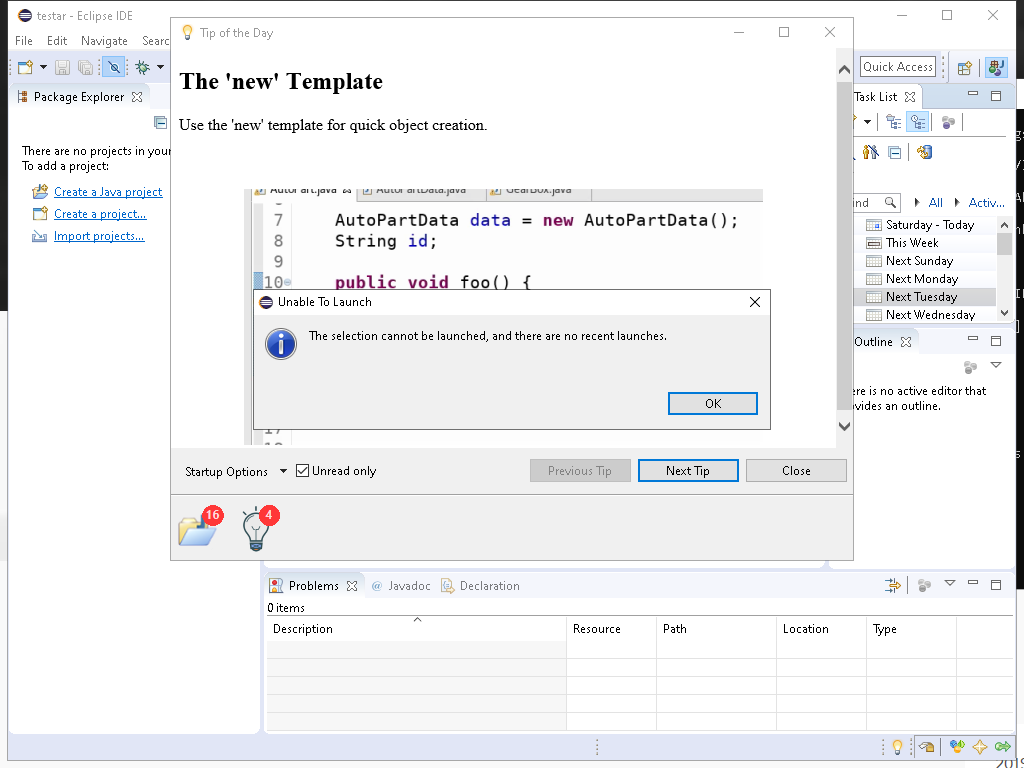 testar - Eclipse IDE
File Edit Navigate Searc
Tip of the Day
Quick Access
Package Explorer
The 'new' Template
Use the 'new' template for quick object creation.
There are no projects in your
To add a project:
Create a Java project
Create a project...
Import projects...
AutoPart.java AutoPartData.java GearBox.java
7 AutoPartData data = new AutoPartData();
8 String id;
9
10 public void foo() {
Unable To Launch
The selection cannot be launched, and there are no recent launches.
OK
17
Startup Options Unread only Previous Tip Next Tip Close
16 4
Task List
ind All Activ...
Saturday - Today
This Week
Next Sunday
Next Monday
Next Tuesday
Next Wednesday
Outline
ere is no active editor that
vides an outline.
Problems @ Javadoc Declaration
0 items
Description Resource Path Location Type
2019